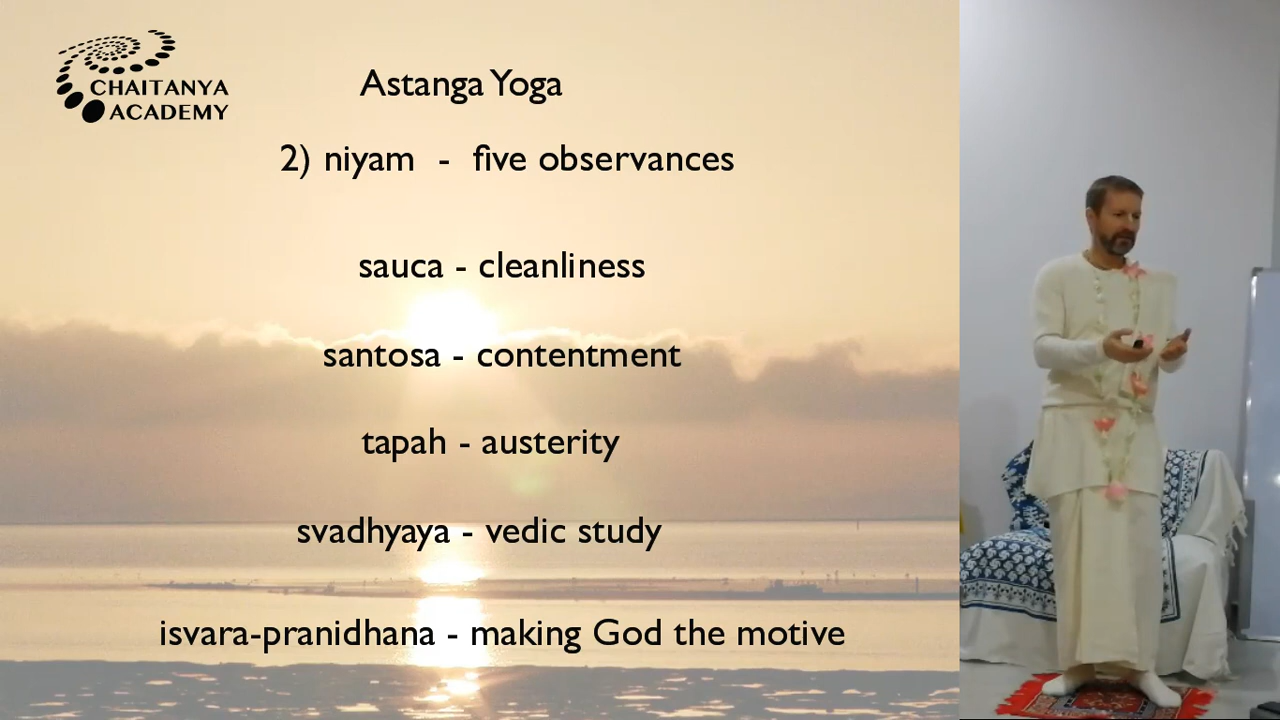 CHAITANYA
ACADEMY
Astanga Yoga
2) niyam - five observances
sauca - cleanliness
santosa - contentment
tapah - austerity
svadhyaya - vedic study
isvara-pranidhana - making God the motive